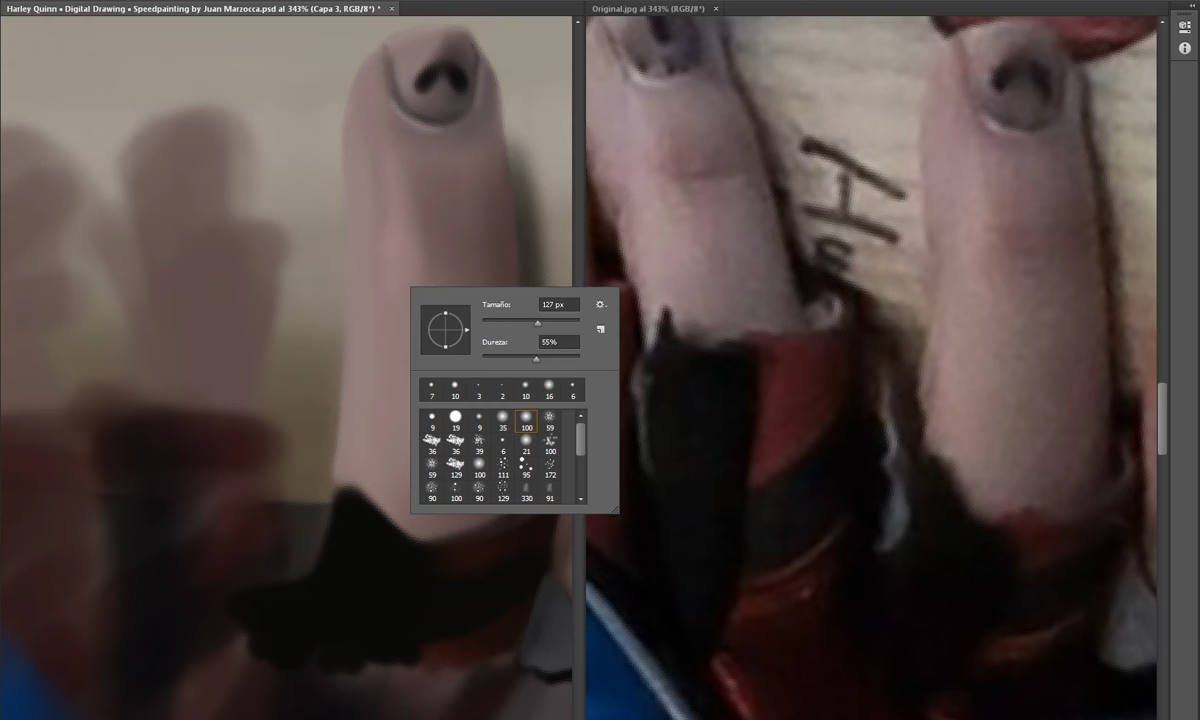 Harley Quinn • Digital Drawing • Speedpainting by Juan Marzocca.psd al 343% (Capa 3, RGB/8*) * ×
Original.jpg al 343% (RGB/8*) ×
Tamaño: 127 px
Dureza: 55%
7 10 3 2 10 16 6
9 19 9 35 100 59
36 36 39 6 21 100
59 129 100 111 95 172
90 100 90 129 330 91